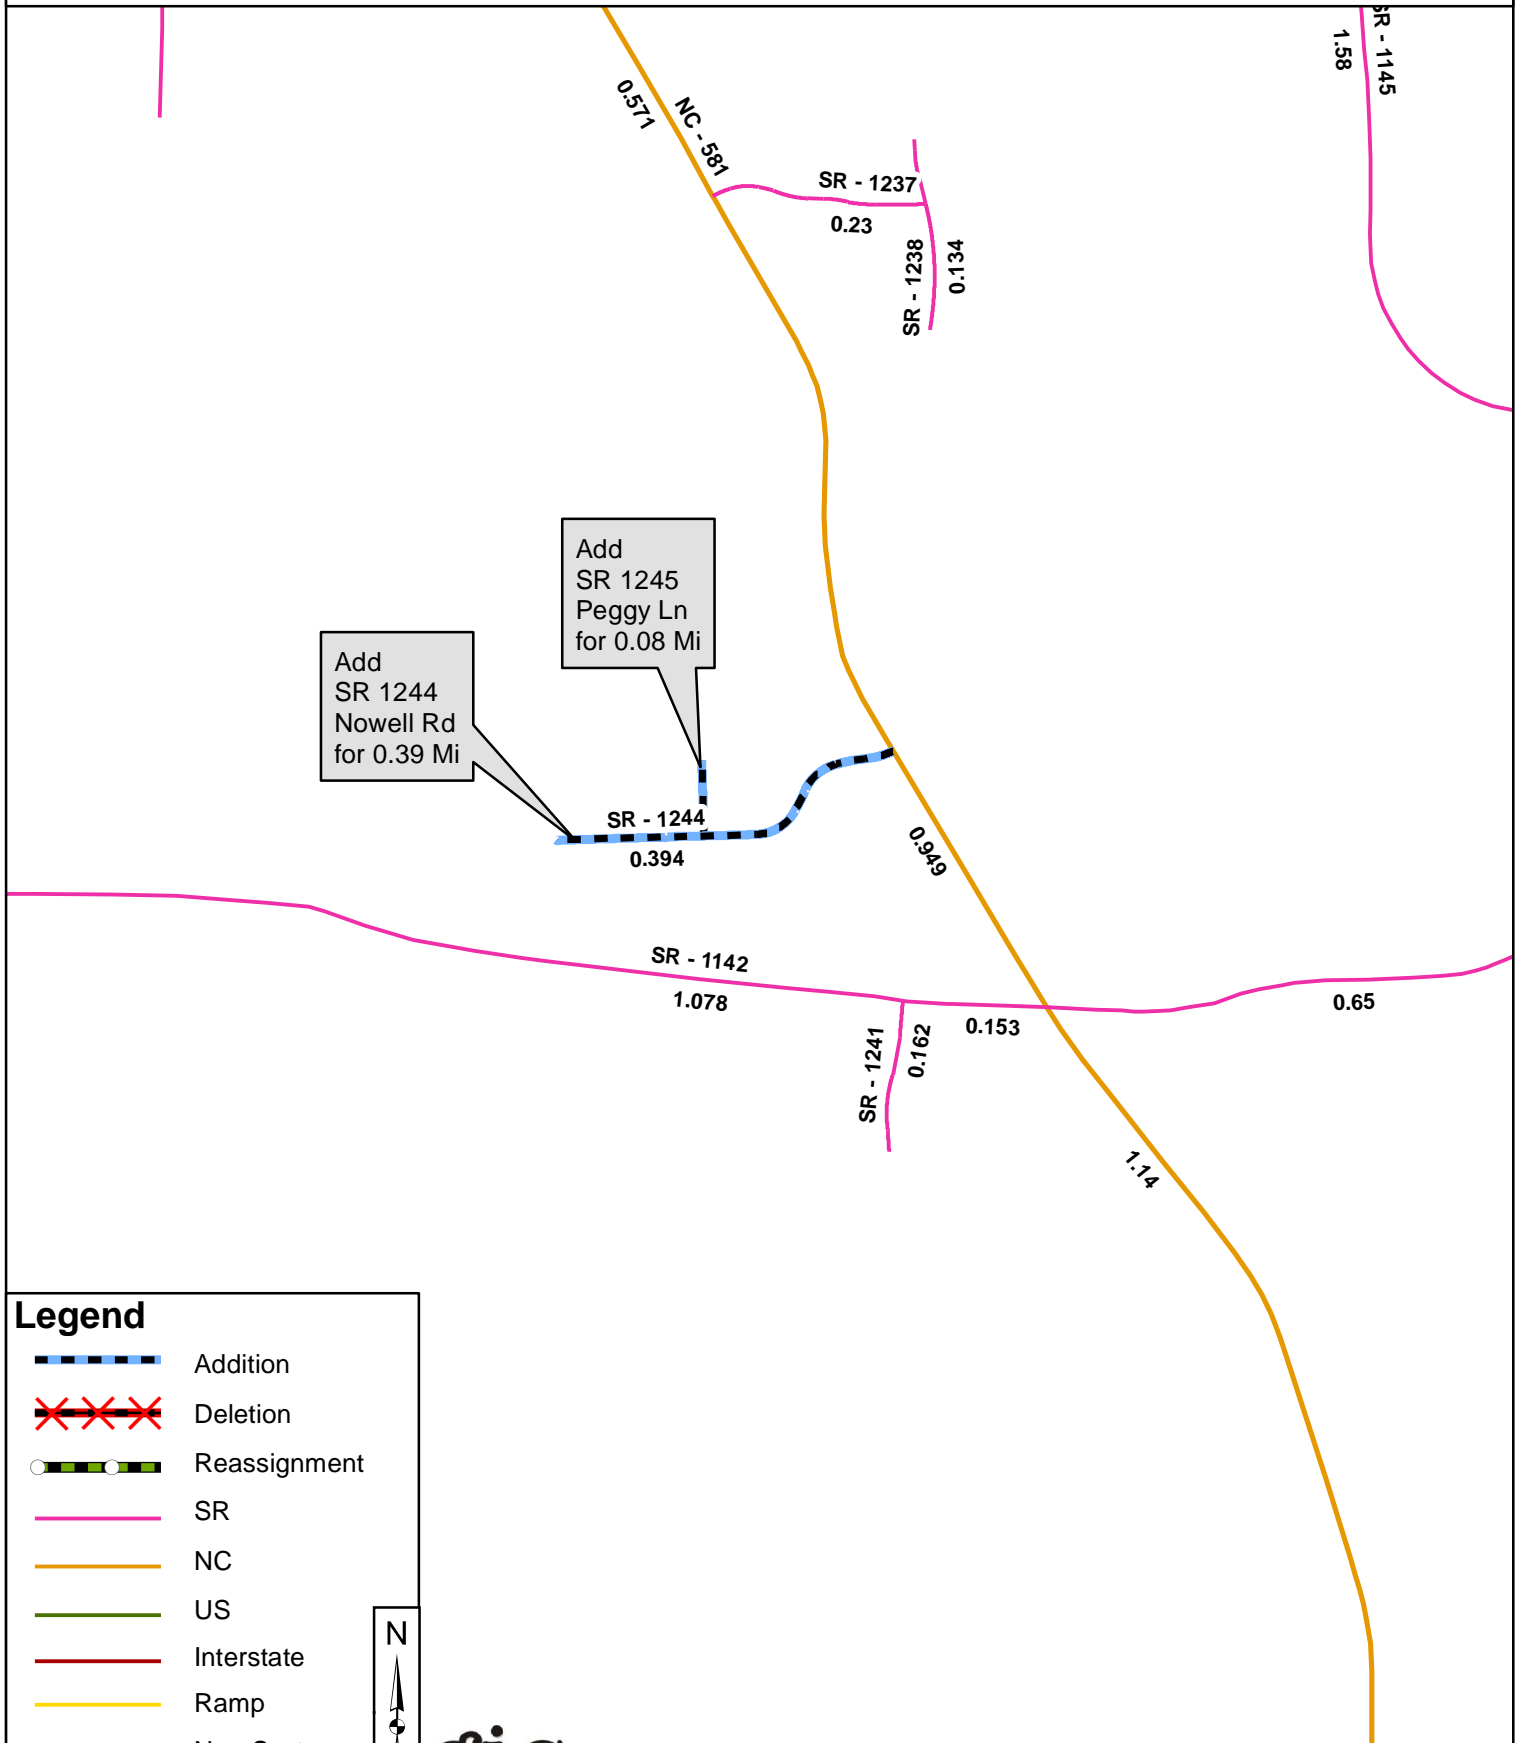 SR - 1145
1.58
0.571
NC - 581
SR - 1237
0.23
SR - 1238
0.134
Add
SR 1245
Peggy Ln
for 0.08 Mi
Add
SR 1244
Nowell Rd
for 0.39 Mi
SR - 1244
0.394
0.949
SR - 1142
1.078
0.153
0.65
SR - 1241
0.162
1.14
Legend
Addition
Deletion
Reassignment
SR
NC
US
Interstate
Ramp
N